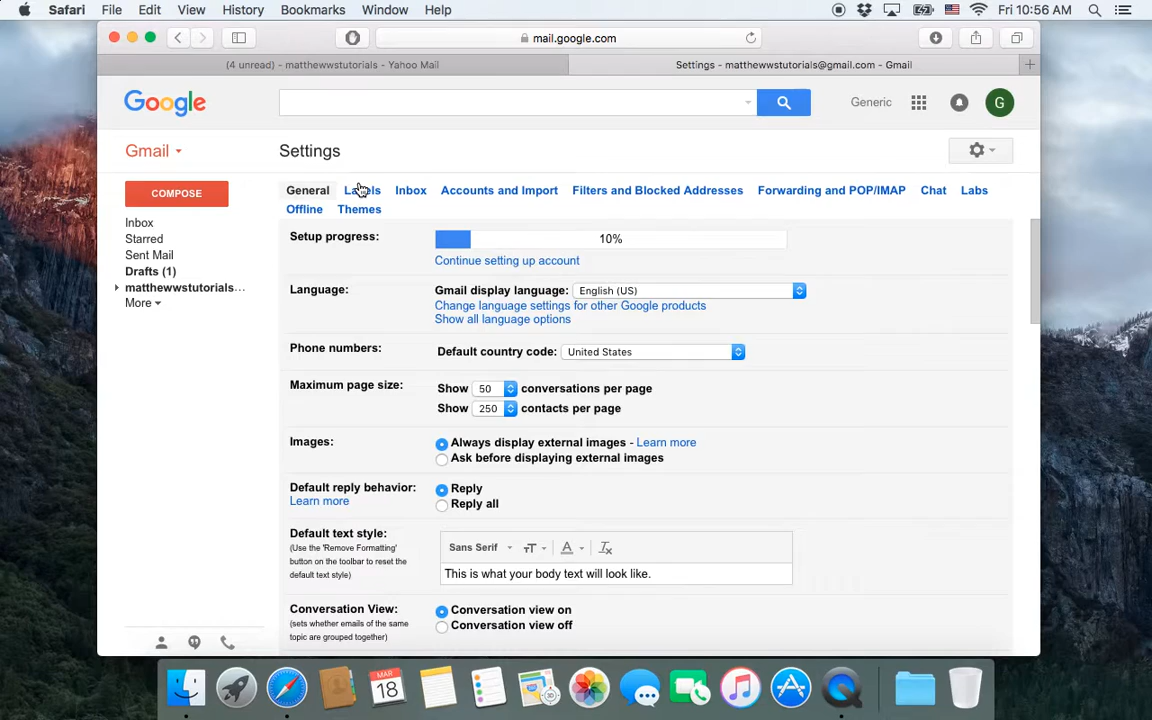 Safari File Edit View History Bookmarks Window Help Fri 10:56 AM
mail.google.com
(4 unread) - matthewwstutorials - Yahoo Mail Settings - matthewwstutorials@gmail.com - Gmail
Google Generic G
Gmail Settings
COMPOSE
Inbox
Starred
Sent Mail
Drafts (1)
matthewwstutorials...
More
General Labels Inbox Accounts and Import Filters and Blocked Addresses Forwarding and POP/IMAP Chat Labs
Offline Themes
Setup progress: 10%
Continue setting up account
Language: Gmail display language: English (US)
Change language settings for other Google products
Show all language options
Phone numbers: Default country code: United States
Maximum page size: Show 50 conversations per page
Show 250 contacts per page
Images: Always display external images - Learn more
Ask before displaying external images
Default reply behavior: Reply
Learn more Reply all
Default text style: Sans Serif
(Use the 'Remove Formatting'
button on the toolbar to reset the
default text style)
This is what your body text will look like.
Conversation View: Conversation view on
(sets whether emails of the same
topic are grouped together)
Conversation view off
MAR
18